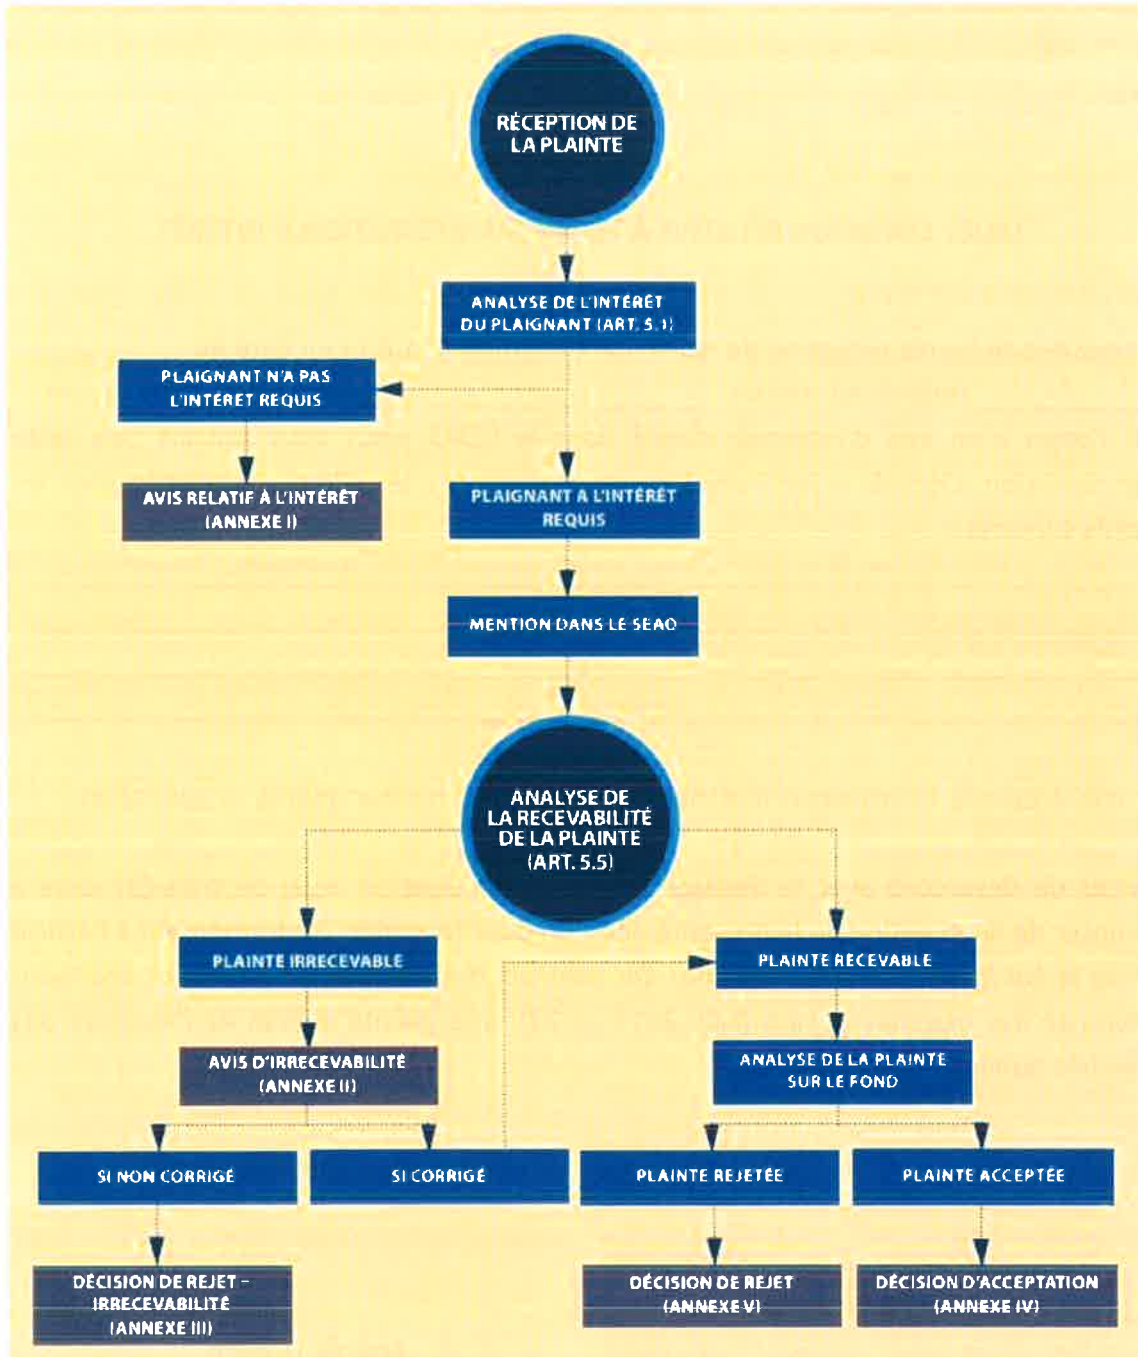 RÉCEPTION DE
LA PLAINTE
ANALYSE DE L'INTÉRÊT
DU PLAIGNANT (ART. 5.1)
PLAIGNANT N'A PAS
L'INTÉRÊT REQUIS
AVIS RELATIF À L'INTÉRÊT
(ANNEXE I)
PLAIGNANT A L'INTÉRÊT
REQUIS
MENTION DANS LE SEAO
ANALYSE DE
LA RECEVABILITÉ
DE LA PLAINTE
(ART. 5.5)
PLAINTE IRRECEVABLE
PLAINTE RECEVABLE
AVIS D'IRRECEVABILITÉ
(ANNEXE II)
ANALYSE DE LA PLAINTE
SUR LE FOND
SI NON CORRIGÉ
SI CORRIGÉ
PLAINTE REJETÉE
PLAINTE ACCEPTÉE
DÉCISION DE REJET –
IRRECEVABILITÉ
(ANNEXE III)
DÉCISION DE REJET
(ANNEXE V)
DÉCISION D'ACCEPTATION
(ANNEXE IV)